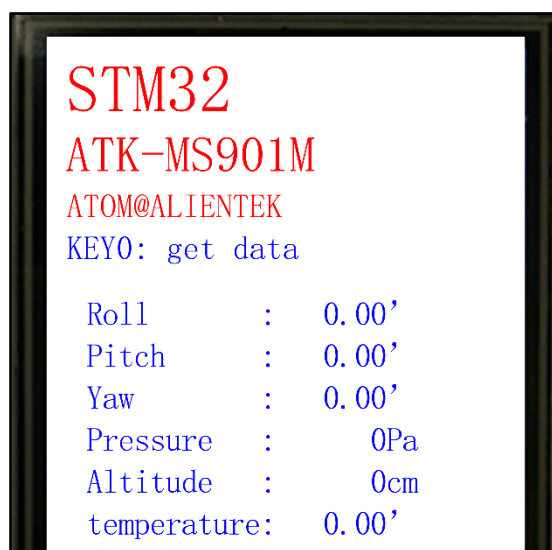 STM32
ATK-MS901M
ATOM@ALIENTEK
KEY0: get data
Roll : 0.00'
Pitch : 0.00'
Yaw : 0.00'
Pressure : 0Pa
Altitude : 0cm
temperature: 0.00'